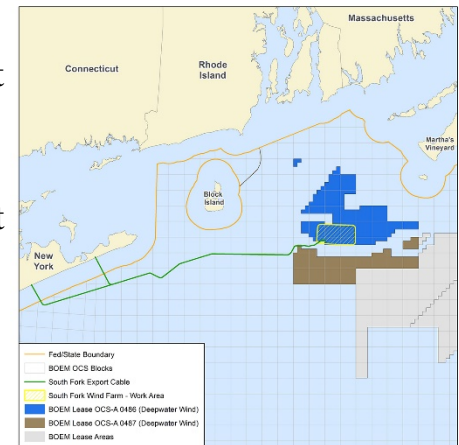 Massachusetts
Connecticut
Rhode
Island
Martha's
Vineyard
Block
Island
New
York
Fed/State Boundary
BOEM OCS Blocks
South Fork Export Cable
South Fork Wind Farm - Work Area
BOEM Lease OCS-A 0486 (Deepwater Wind)
BOEM Lease OCS-A 0487 (Deepwater Wind)
BOEM Lease Areas